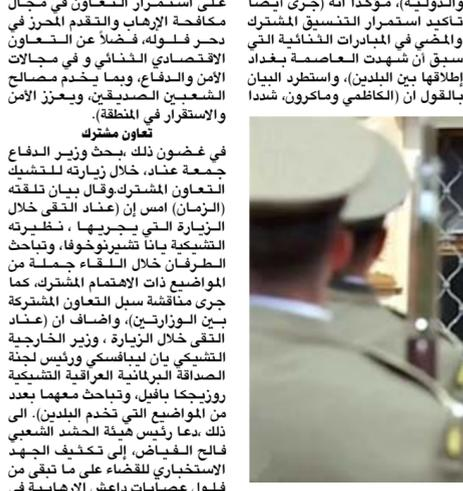 والدولية)، مؤكداً انه (جرى ايضا
تاكيد استمرار التنسيق المشترك
والمضي في المبادرات الثنائية التي
سبق أن شهدت العاصمة بغداد
إطلاقها بين البلدين)، واستطرد البيان
بالقول ان (الكاظمي وماكرون، شددا
على استمرار التعاون في مجال
مكافحة الإرهاب والتقدم المحرز في
دحر فلوله، فضلاً عن التعاون
الاقتصادي الثنائي و في مجالات
الأمن والدفاع، وبما يخدم مصالح
الشعبين الصديقين، ويعزز الأمن
والاستقرار في المنطقة).
تعاون مشترك
في غضون ذلك ،بحث وزير الدفاع
جمعة عناد، خلال زيارته للتشيك
التعاون المشترك.وقال بيان تلقته
(الزمان) امس إن (عناد التقى خلال
الزيارة التي يجريها ، نظيرته
التشيكية يانا تشيرنوخوفا، وتباحث
الطرفان خلال اللقاء جملة من
المواضيع ذات الاهتمام المشترك، كما
جرى مناقشة سبل التعاون المشتركة
بين الوزارتين)، واضاف ان (عناد
التقى خلال الزيارة ، وزير الخارجية
التشيكي يان ليبافسكي ورئيس لجنة
الصداقة البرلمانية العراقية التشيكية
روزيجكا بافيل، وتباحث معهما بعدد
من المواضيع التي تخدم البلدين). الى
ذلك ،دعا رئيس هيئة الحشد الشعبي
فالح الفياض، إلى تكثيف الجهد
الاستخباري للقضاء على ما تبقى من
فلول عصابات داعش الارهابية في